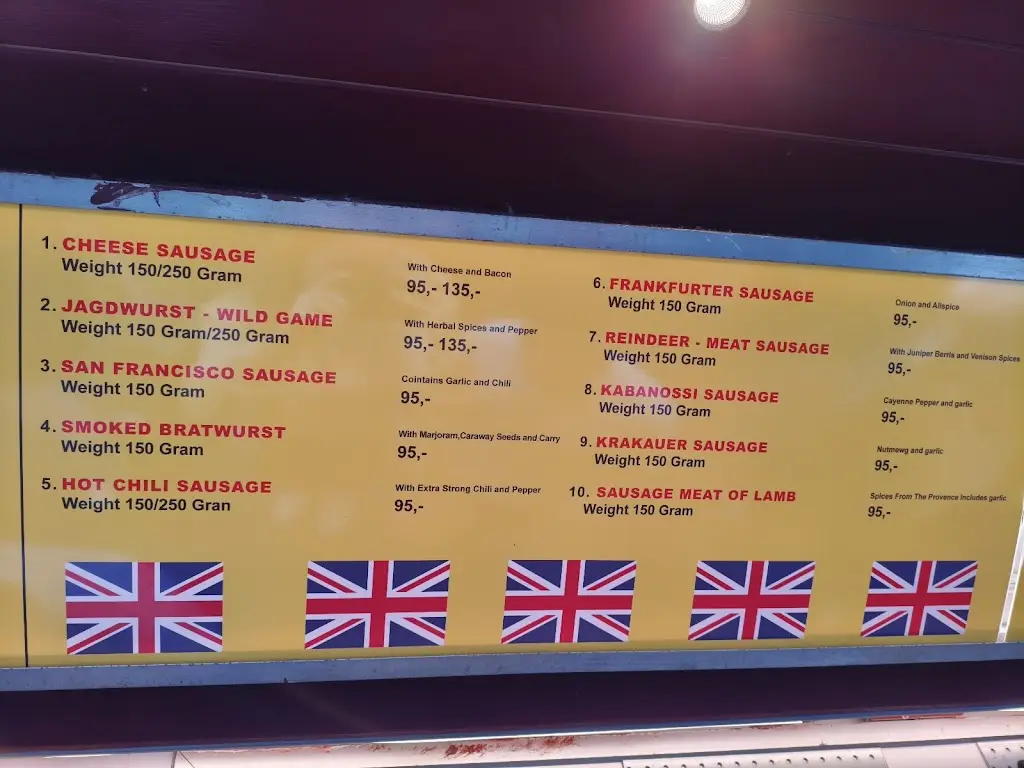 1. CHEESE SAUSAGE
Weight 150/250 Gram
With Cheese and Bacon
95,- 135,-
2. JAGDWURST - WILD GAME
Weight 150 Gram/250 Gram
With Herbal Spices and Pepper
95,- 135,-
3. SAN FRANCISCO SAUSAGE
Weight 150 Gram
Cointains Garlic and Chili
95,-
4. SMOKED BRATWURST
Weight 150 Gram
With Marjoram,Caraway Seeds and Carry
95,-
5. HOT CHILI SAUSAGE
Weight 150/250 Gran
With Extra Strong Chili and Pepper
95,-
6. FRANKFURTER SAUSAGE
Weight 150 Gram
Onion and Allspice
95,-
7. REINDEER - MEAT SAUSAGE
Weight 150 Gram
With Juniper Berris and Venison Spices
95,-
8. KABANOSSI SAUSAGE
Weight 150 Gram
Cayenne Pepper and garlic
95,-
9. KRAKAUER SAUSAGE
Weight 150 Gram
Nutmewg and garlic
95,-
10. SAUSAGE MEAT OF LAMB
Weight 150 Gram
Spices From The Provence Includes garlic
95,-